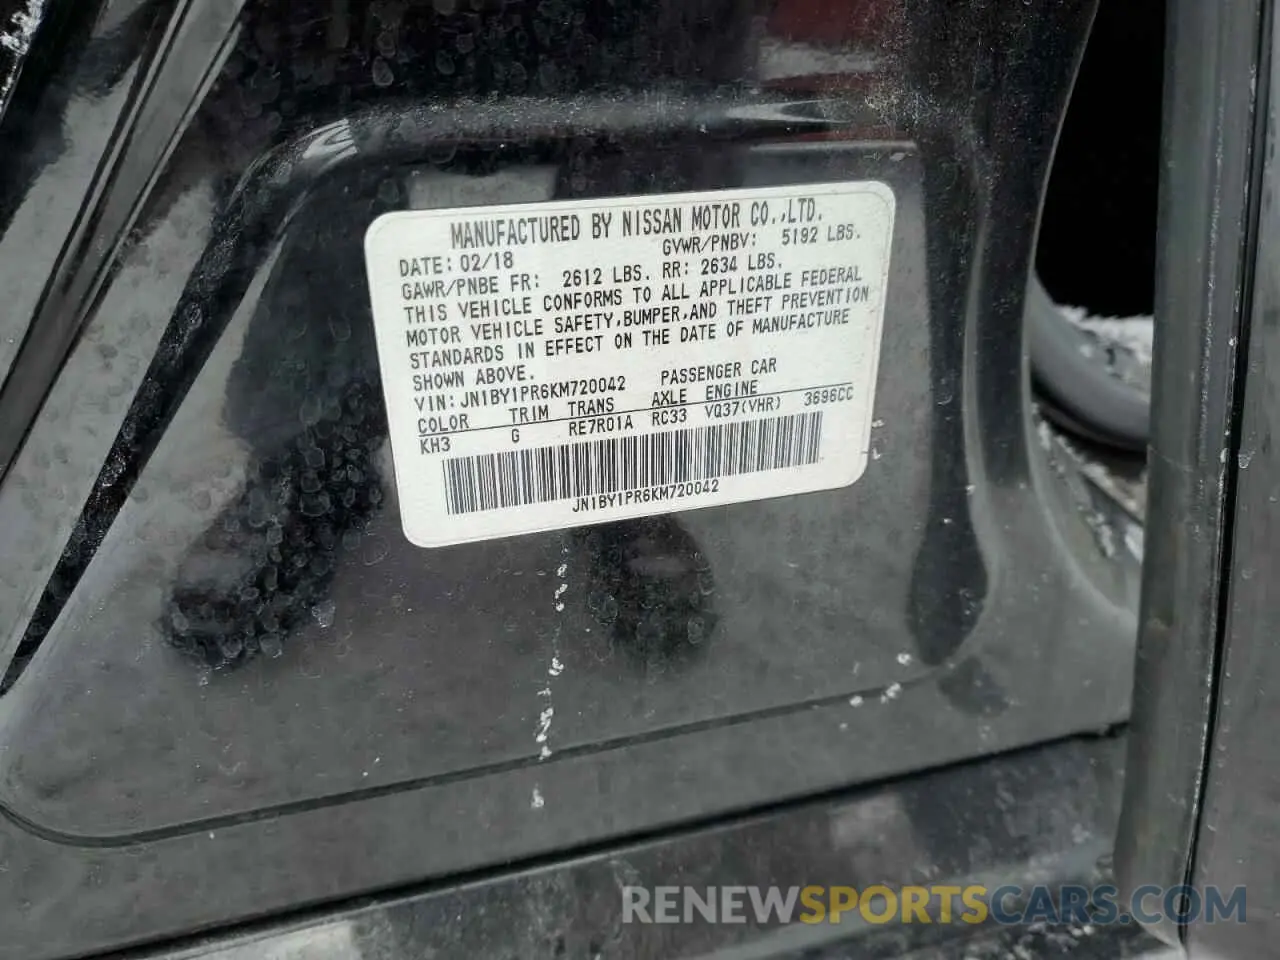 MANUFACTURED BY NISSAN MOTOR CO.,LTD.
DATE:02/18 GVWR/PNBV: 5192 LBS.
GAWR/PNBE FR: 2612 LBS. RR: 2634 LBS.
THIS VEHICLE CONFORMS TO ALL APPLICABLE FEDERAL
MOTOR VEHICLE SAFETY,BUMPER,AND THEFT PREVENTION
STANDARDS IN EFFECT ON THE DATE OF MANUFACTURE
SHOWN ABOVE.
VIN:JN1BY1PR6KM720042 PASSENGER CAR
COLOR TRIM TRANS AXLE ENGINE
KH3 G RE7R01A RC33 VQ37(VHR) 3696CC
JN1BY1PR6KM720042
RENEWSPORTSCARS.COM